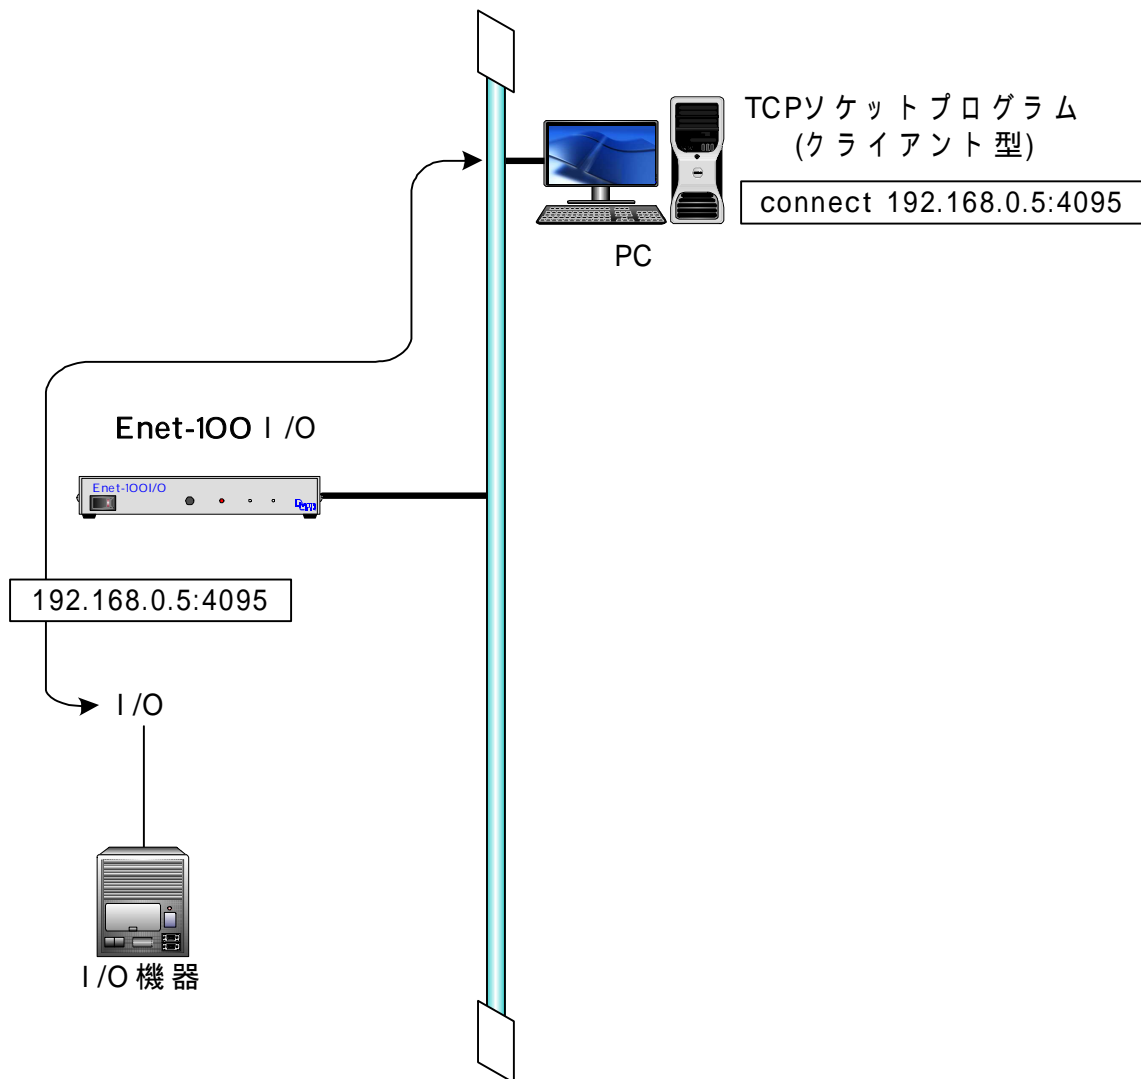 TCPソケットプログラム
(クライアント型)
connect 192.168.0.5:4095
PC
Enet-100 I/O
Enet-100I/O
192.168.0.5:4095
I/O
I/O機器